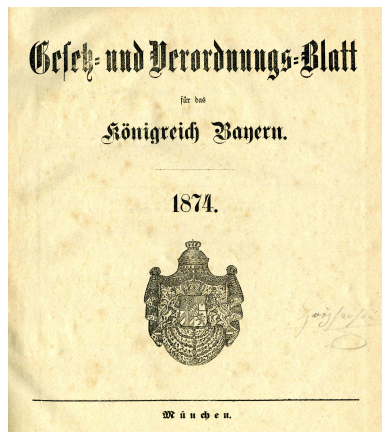 Gesetz- und Verordnungs-Blatt
für das
Königreich Bayern.
1874.
München.